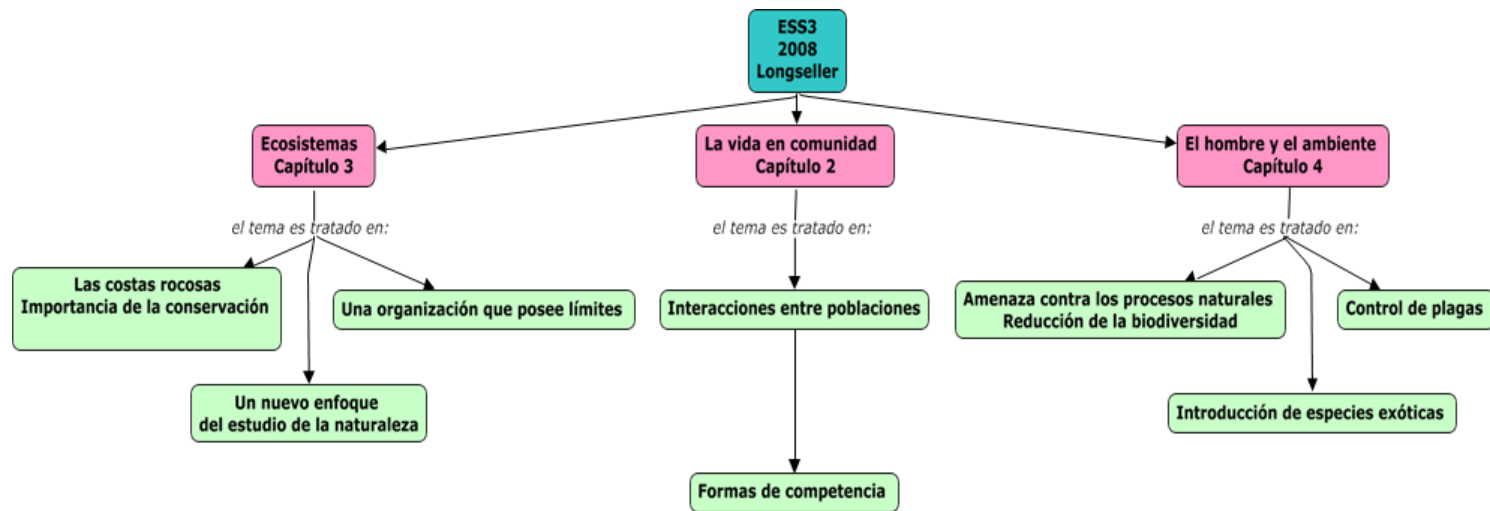 ESS3
2008
Longseller
Ecosistemas
Capítulo 3
La vida en comunidad
Capítulo 2
El hombre y el ambiente
Capítulo 4
el tema es tratado en:
el tema es tratado en:
el tema es tratado en:
Las costas rocosas
Importancia de la conservación
Una organización que posee límites
Interacciones entre poblaciones
Amenaza contra los procesos naturales
Reducción de la biodiversidad
Control de plagas
Un nuevo enfoque
del estudio de la naturaleza
Introducción de especies exóticas
Formas de competencia